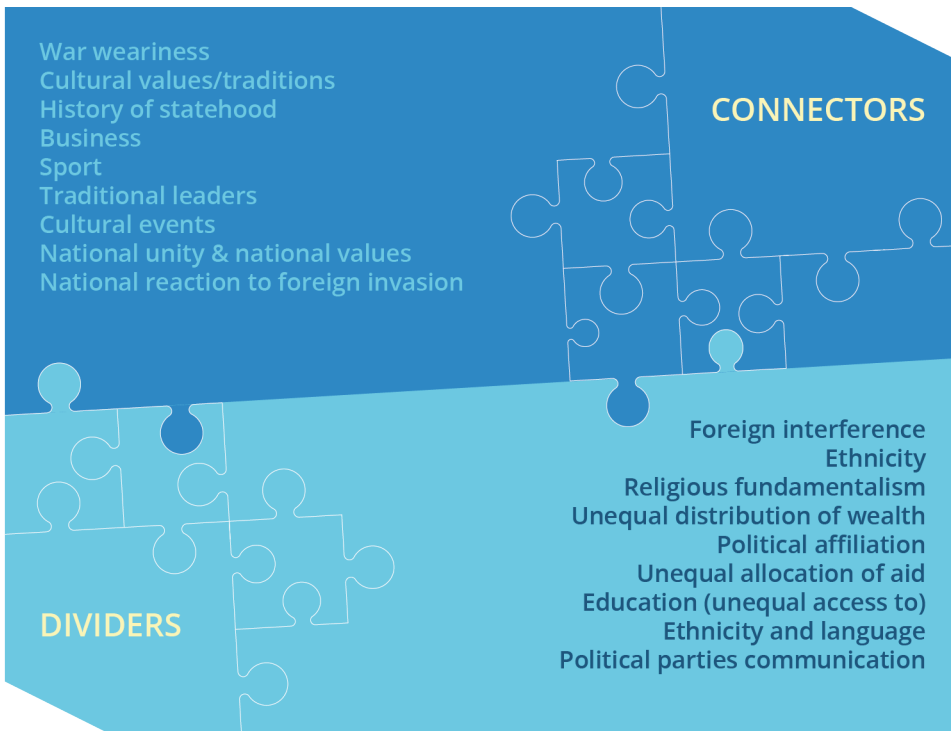 War weariness
Cultural values/traditions
History of statehood
Business
Sport
Traditional leaders
Cultural events
National unity & national values
National reaction to foreign invasion
CONNECTORS
Foreign interference
Ethnicity
Religious fundamentalism
Unequal distribution of wealth
Political affiliation
Unequal allocation of aid
Education (unequal access to)
Ethnicity and language
Political parties communication
DIVIDERS